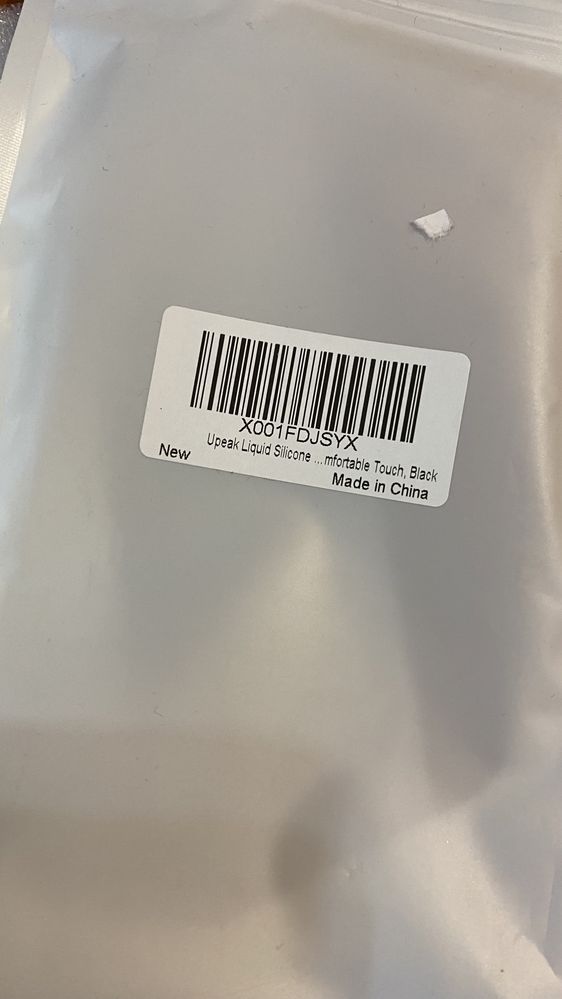 X001FDJSYX
Upeak Liquid Silicone ...mfortable Touch, Black
New
Made in China